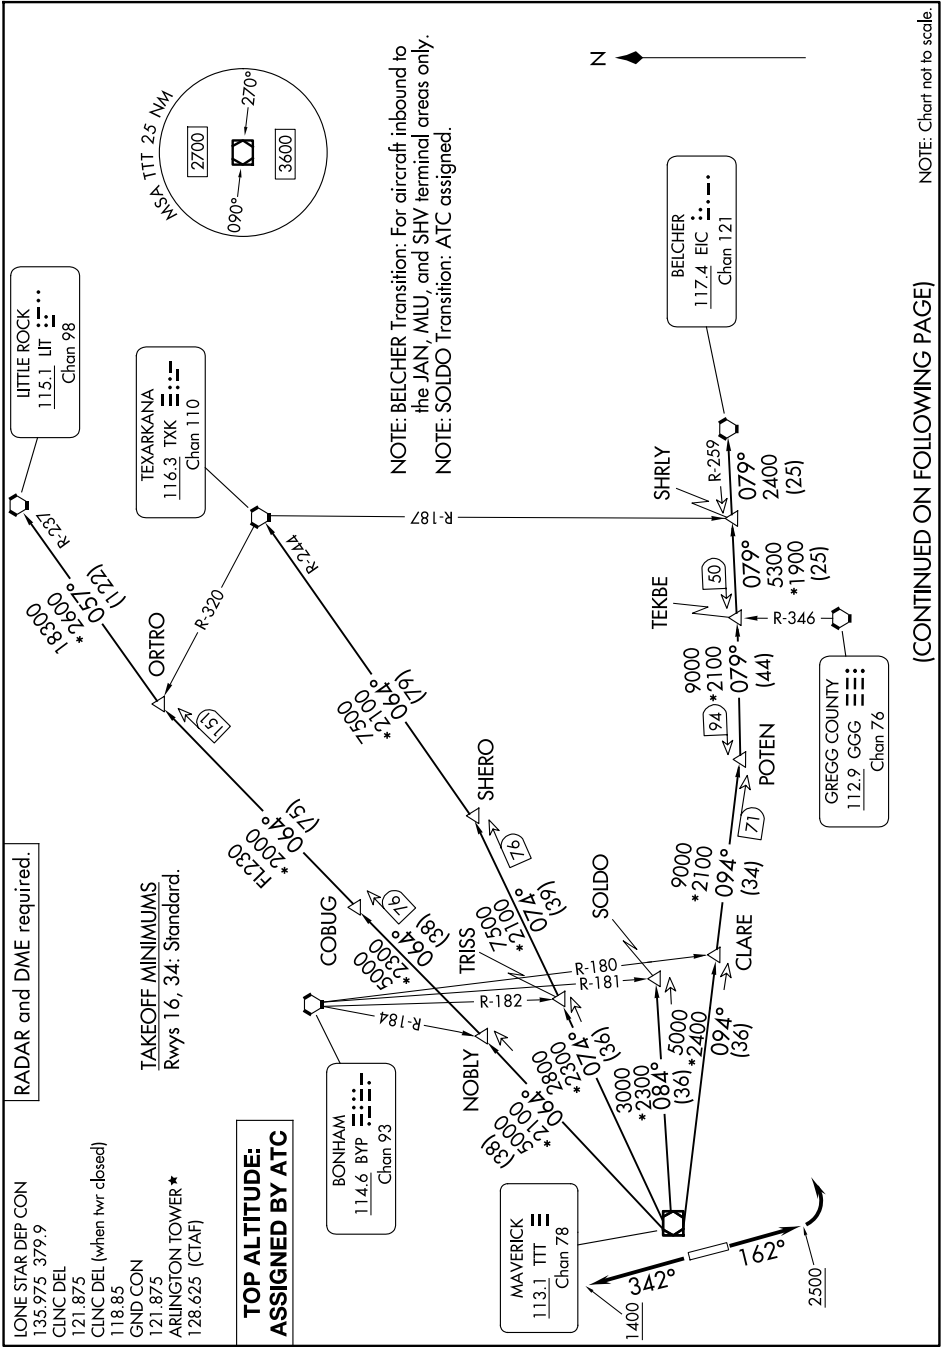 LONE STAR DEP CON
135.975 379.9
CLNC DEL
121.875
CLNC DEL (when twr closed)
118.85
GND CON
121.875
ARLINGTON TOWER★
128.625 (CTAF)
RADAR and DME required.
TAKEOFF MINIMUMS
Rwys 16, 34: Standard.
TOP ALTITUDE:
ASSIGNED BY ATC
LITTLE ROCK
115.1 LIT
Chan 98
R-237
18300
*2600
057°
(122)
ORTRO
R-320
151
FL230
*2000
064°
(75)
COBUG
76
5000
*2300
064°
(38)
NOBLY
5000
*2100
064°
(38)
TEXARKANA
116.3 TXK
Chan 110
R-244
R-187
7500
*2100
064°
(79)
SHERO
76
7500
*2100
074°
(39)
TRISS
2800
*2300
074°
(36)
BONHAM
114.6 BYP
Chan 93
R-184
R-182
R-181
R-180
SOLDO
3000
*2300
084°
(36)
MSA TTT 25 NM
090°
270°
2700
3600
NOTE: BELCHER Transition: For aircraft inbound to
the JAN, MLU, and SHV terminal areas only.
NOTE: SOLDO Transition: ATC assigned.
N
BELCHER
117.4 EIC
Chan 121
R-259
079°
2400
(25)
SHRLY
50
079°
5300
*1900
(25)
TEKBE
R-346
GREGG COUNTY
112.9 GGG
Chan 76
9000
*2100
079°
(44)
94
POTEN
71
9000
*2100
094°
(34)
CLARE
5000
*2400
094°
(36)
MAVERICK
113.1 TTT
Chan 78
342°
1400
162°
2500
(CONTINUED ON FOLLOWING PAGE)
NOTE: Chart not to scale.